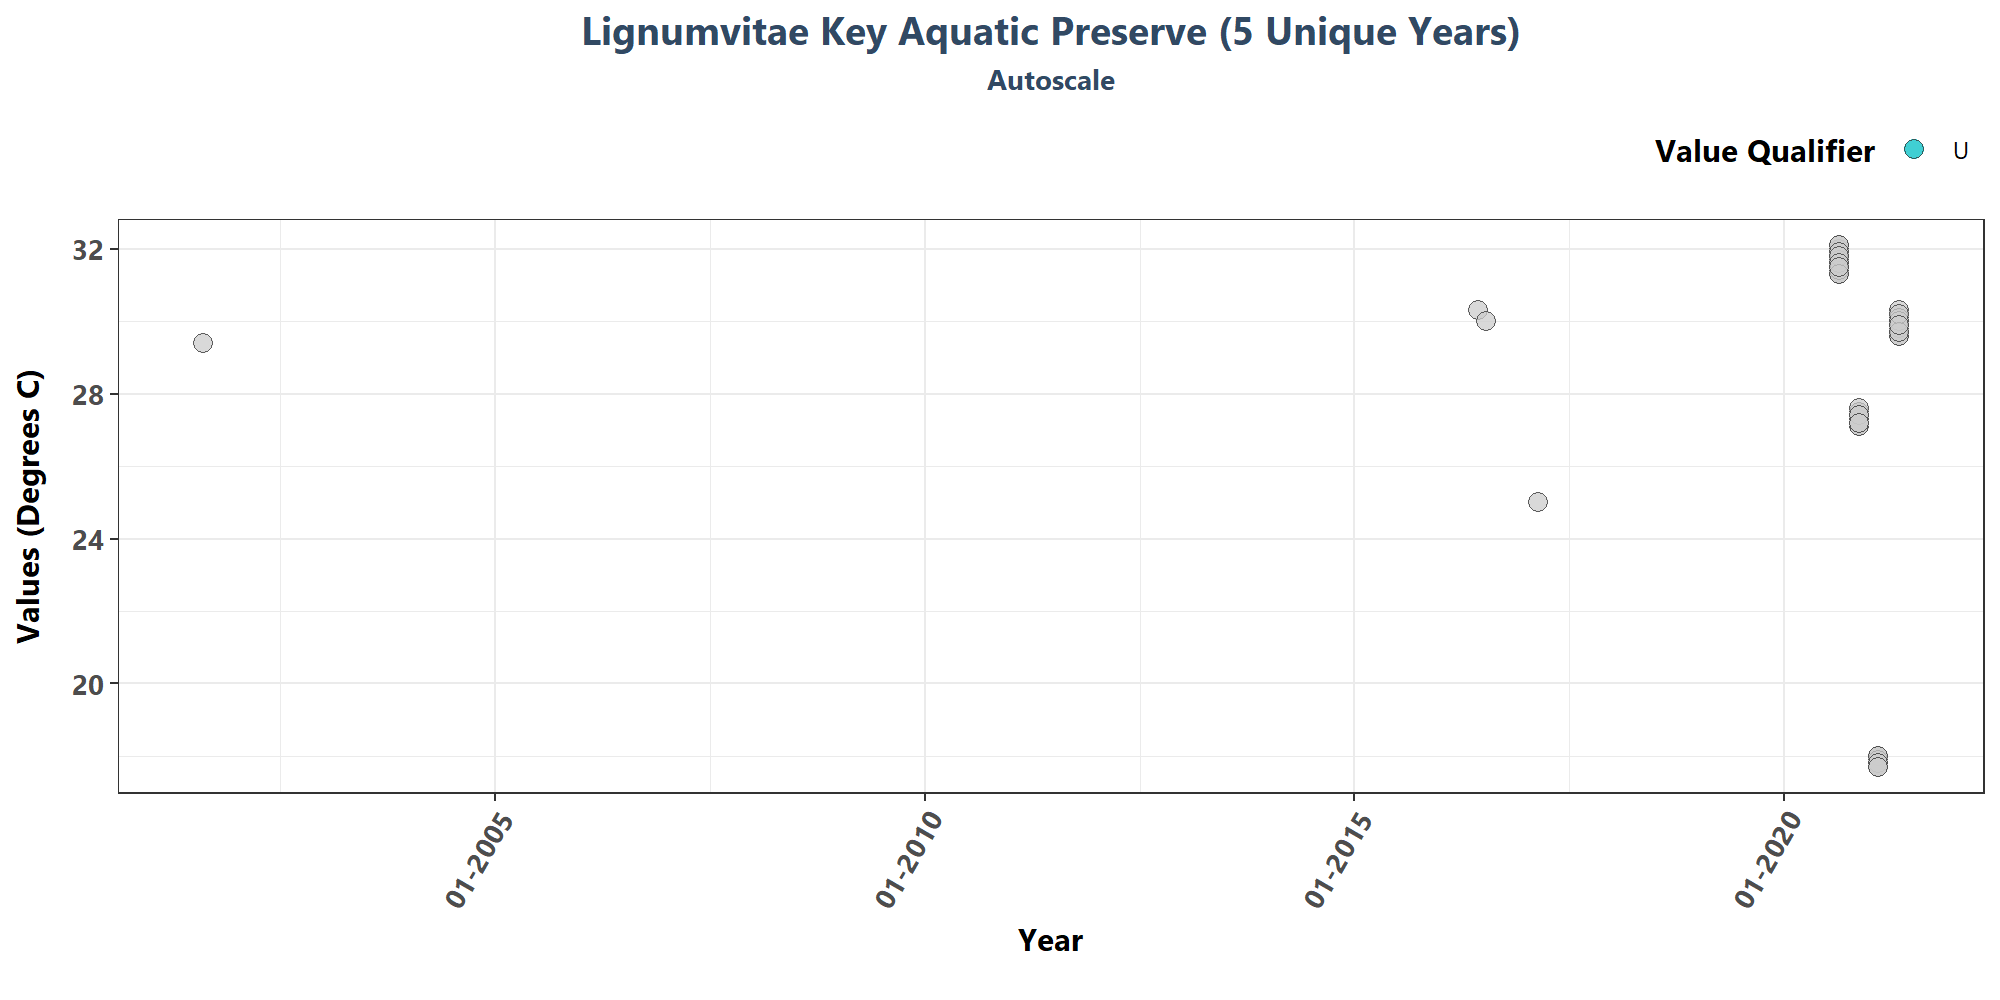 Lignumvitae Key Aquatic Preserve (5 Unique Years)
Autoscale
Value Qualifier U
Values (Degrees C)
32
28
24
20
01-2005
01-2010
01-2015
01-2020
Year